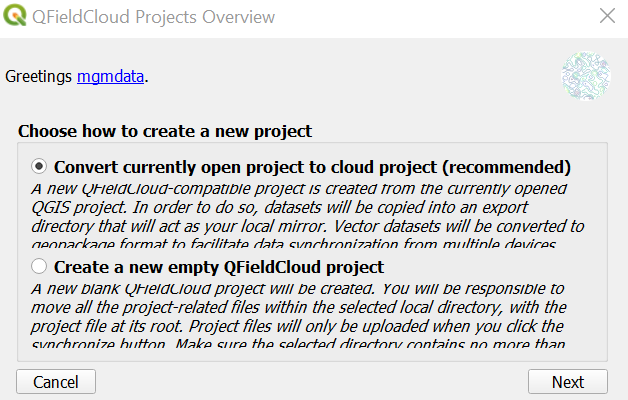 QFieldCloud Projects Overview
Greetings mgmdata.
Choose how to create a new project
Convert currently open project to cloud project (recommended)
A new QFieldCloud-compatible project is created from the currently opened
QGIS project. In order to do so, datasets will be copied into an export
directory that will act as your local mirror. Vector datasets will be converted to
geopackage format to facilitate data synchronization from multiple devices
Create a new empty QFieldCloud project
A new blank QFieldCloud project will be created. You will be responsible to
move all the project-related files within the selected local directory, with the
project file at its root. Project files will only be uploaded when you click the
synchronize button. Make sure the selected directory contains no more than
Cancel
Next